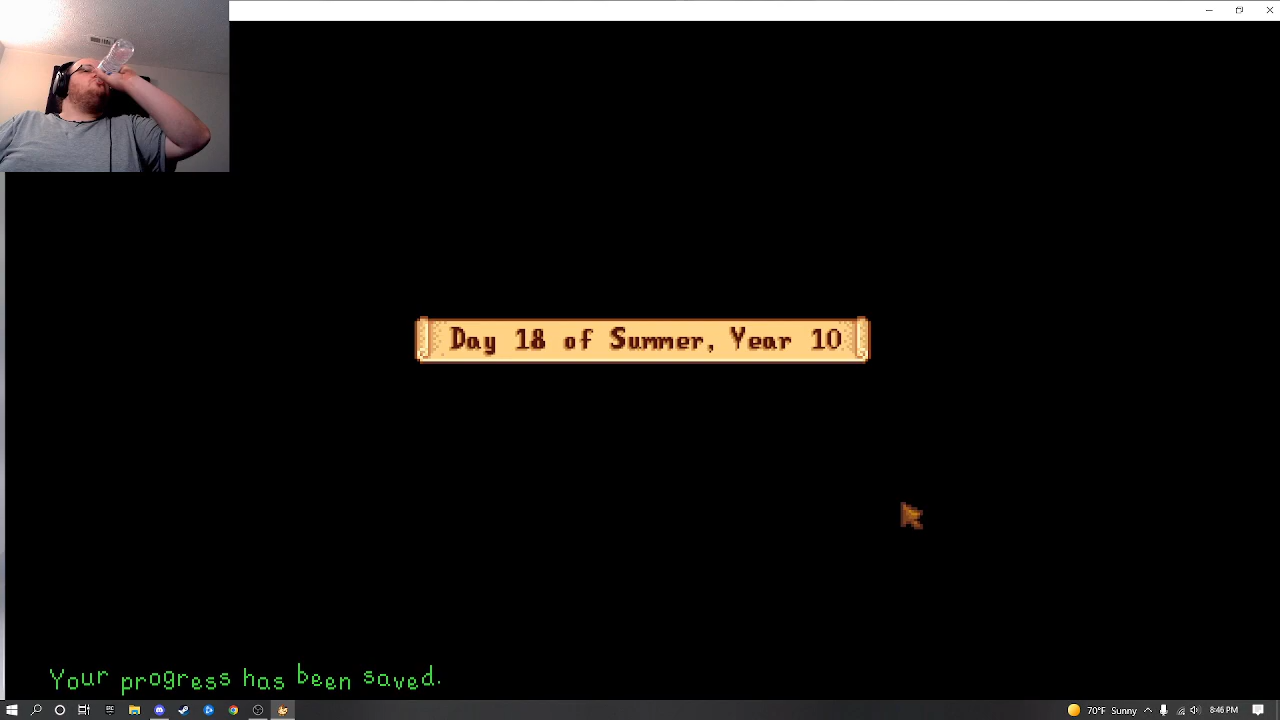 Day 18 of Summer, Year 10
Your progress has been saved.
70°F Sunny
8:46 PM